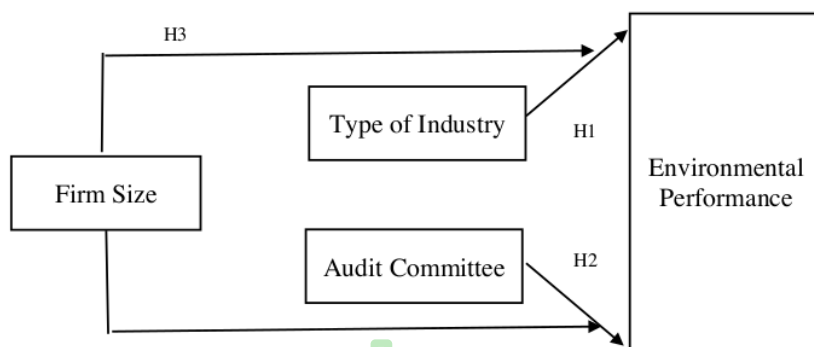 H3
Type of Industry
H1
Environmental
Performance
Firm Size
Audit Committee
H2